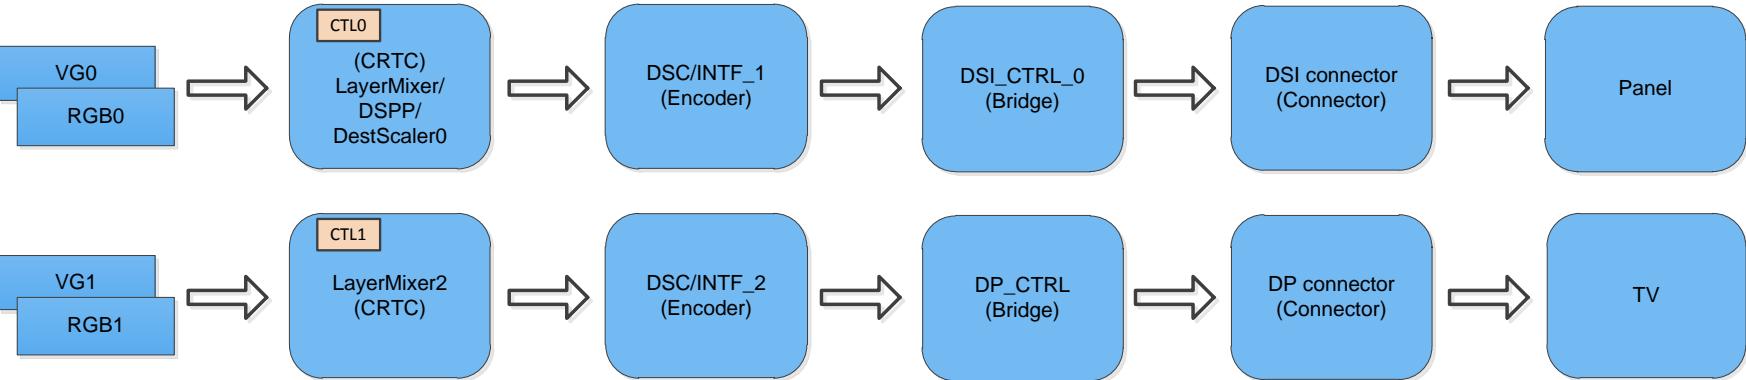 VG0
RGB0
CTL0
(CRTC)
LayerMixer/
DSPP/
DestScaler0
DSC/INTF_1
(Encoder)
DSI_CTRL_0
(Bridge)
DSI connector
(Connector)
Panel
VG1
RGB1
CTL1
LayerMixer2
(CRTC)
DSC/INTF_2
(Encoder)
DP_CTRL
(Bridge)
DP connector
(Connector)
TV